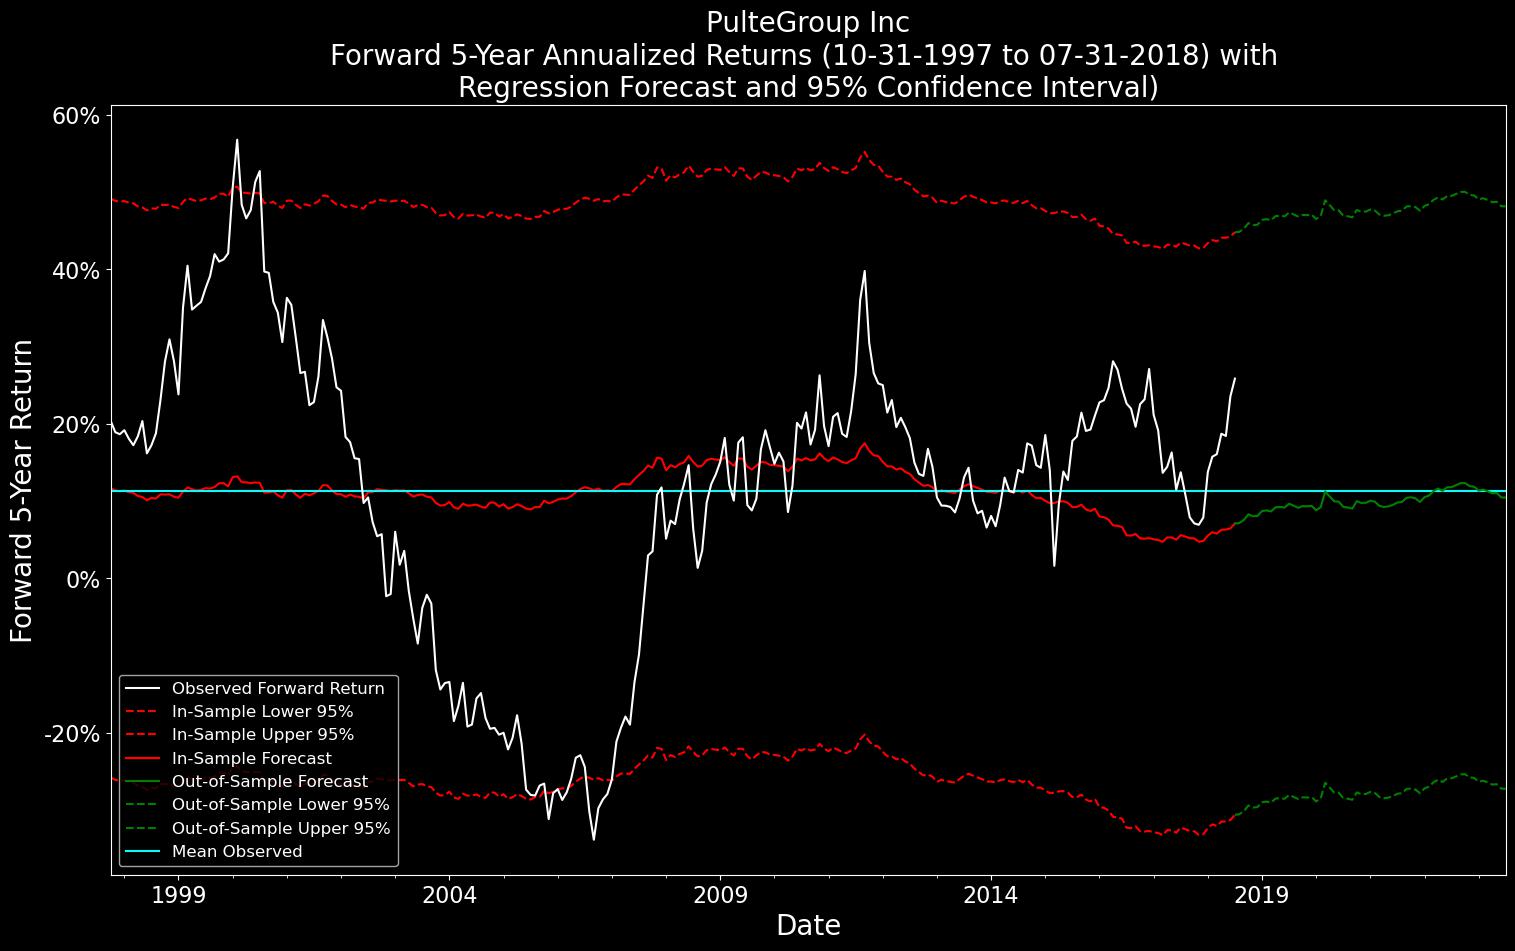 PulteGroup Inc
Forward 5-Year Annualized Returns (10-31-1997 to 07-31-2018) with
Regression Forecast and 95% Confidence Interval)
60%
40%
20%
0%
-20%
Forward 5-Year Return
Observed Forward Return
In-Sample Lower 95%
In-Sample Upper 95%
In-Sample Forecast
Out-of-Sample Forecast
Out-of-Sample Lower 95%
Out-of-Sample Upper 95%
Mean Observed
1999
2004
2009
2014
2019
Date